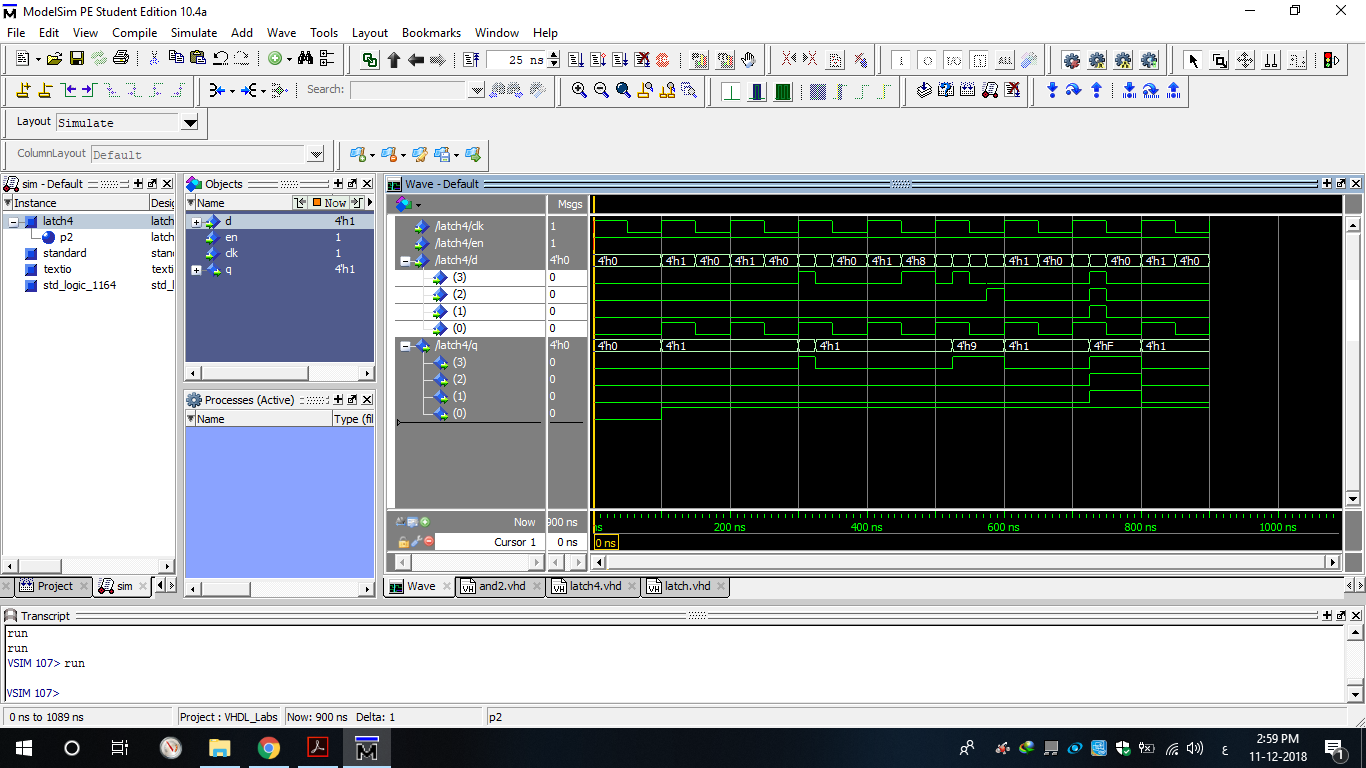 ModelSim PE Student Edition 10.4a
File Edit View Compile Simulate Add Wave Tools Layout Bookmarks Window Help
25 ns
I/O ALL
Search:
Layout Simulate
ColumnLayout Default
sim - Default
Instance Desig
latch4 latch
p2 latch
standard stand
textio textio
std_logic_1164 std_l
Objects
Name Now
d 4'h1
en 1
clk 1
q 4'h1
Processes (Active)
Name Type (fil
Wave - Default
Msgs
/latch4/clk 1
/latch4/en 1
/latch4/d 4'h0 4'h0 4'h1 4'h0 4'h1 4'h0 4'h0 4'h1 4'h8 4'h1 4'h0 4'h0 4'h1 4'h0
(3) 0
(2) 0
(1) 0
(0) 0
/latch4/q 4'h0 4'h0 4'h1 4'h1 4'h9 4'h1 4'hF 4'h1
(3) 0
(2) 0
(1) 0
(0) 0
Now 900 ns ns 200 ns 400 ns 600 ns 800 ns 1000 ns
Cursor 1 0 ns 0 ns
Project sim
Wave and2.vhd latch4.vhd latch.vhd
Transcript
run
run
VSIM 107> run
VSIM 107>
0 ns to 1089 ns Project : VHDL_Labs Now: 900 ns Delta: 1 p2
ع 2:59 PM
11-12-2018
1